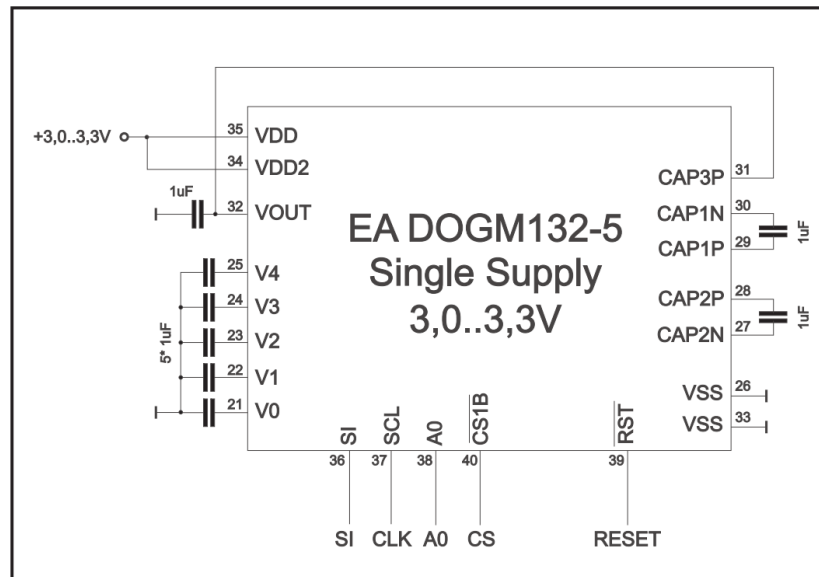 +3,0..3,3V
35 VDD
34 VDD2
1uF
32 VOUT
25 V4
24 V3
23 V2
22 V1
21 V0
5* 1uF
EA DOGM132-5
Single Supply
3,0..3,3V
CAP3P 31
CAP1N 30
CAP1P 29
1uF
CAP2P 28
CAP2N 27
1uF
VSS 26
VSS 33
SI SCL A0 CS1B RST
36 37 38 40 39
SI CLK A0 CS RESET